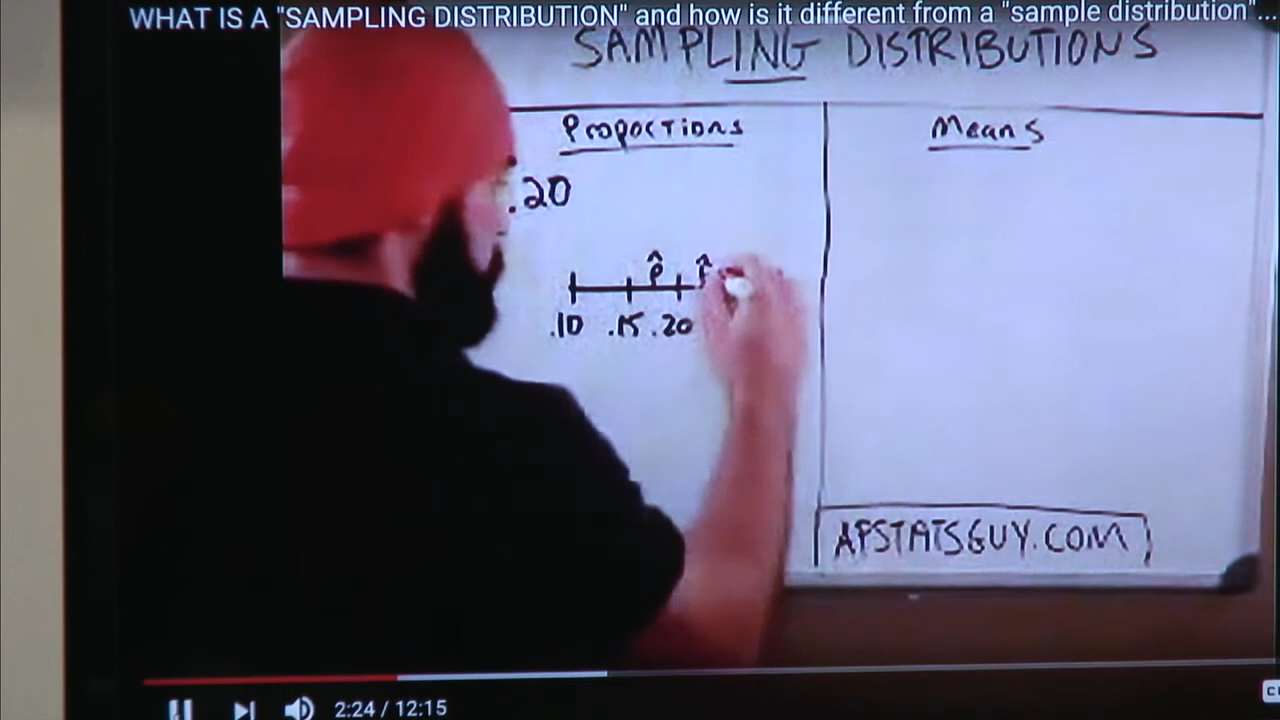 WHAT IS A "SAMPLING DISTRIBUTION" and how is it different from a "sample distribution"...
SAMPLING DISTRIBUTIONS
Proportions
Means
.20
p̂
.10 .15 .20
APSTATSGUY.COM
2:24 / 12:15